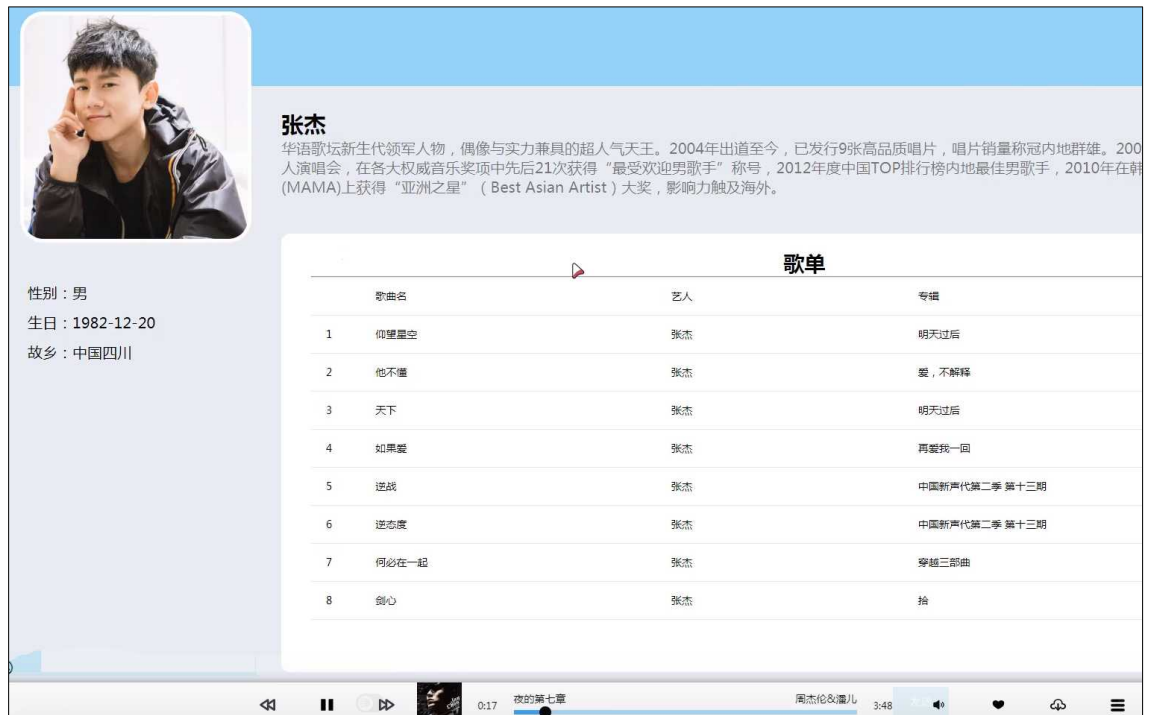 张杰
华语歌坛新生代领军人物，偶像与实力兼具的超人气天王。2004年出道至今，已发行9张高品质唱片，唱片销量称冠内地群雄。200
人演唱会，在各大权威音乐奖项中先后21次获得“最受欢迎男歌手”称号，2012年度中国TOP排行榜内地最佳男歌手，2010年在韩
(MAMA)上获得“亚洲之星”（Best Asian Artist）大奖，影响力触及海外。
性别：男
生日：1982-12-20
故乡：中国四川
歌单
歌曲名 艺人 专辑
1 仰望星空 张杰 明天过后
2 他不懂 张杰 爱，不解释
3 天下 张杰 明天过后
4 如果爱 张杰 再爱我一回
5 逆战 张杰 中国新声代第二季 第十三期
6 逆态度 张杰 中国新声代第二季 第十三期
7 何必在一起 张杰 穿越三部曲
8 剑心 张杰 拾
0:17 夜的第七章 周杰伦&潘儿 3:48